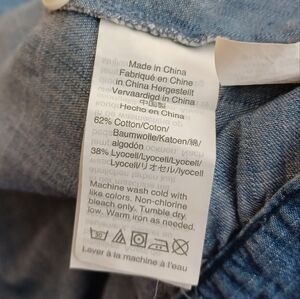 Made in China
Fabriqué en Chine
in China Hergestellt
Vervaardigd in China
中国製
Hecho en China
62% Cotton/Coton/
Baumwolle/Katoen/綿/
algodón
38% Lyocell/Lyocell/Lyocell/
Lyocell/リオセル/lyocell
Machine wash cold with
like colors. Non-chlorine
bleach only. Tumble dry
low. Warm iron as needed.
Laver à la machine à l'eau